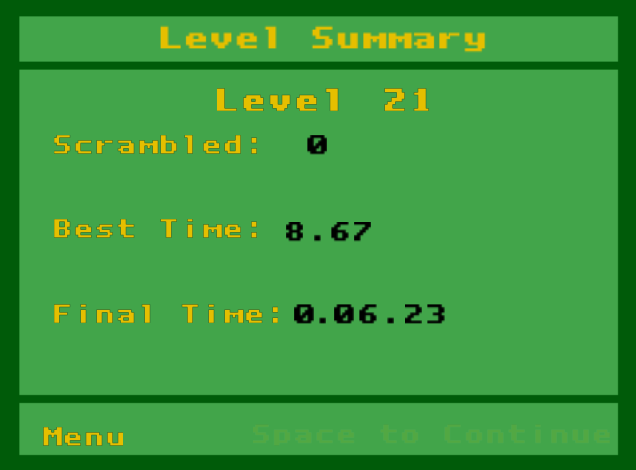 Level Summary
Level 21
Scrambled: 0
Best Time: 8.67
Final Time: 0.06.23
Menu Space to Continue